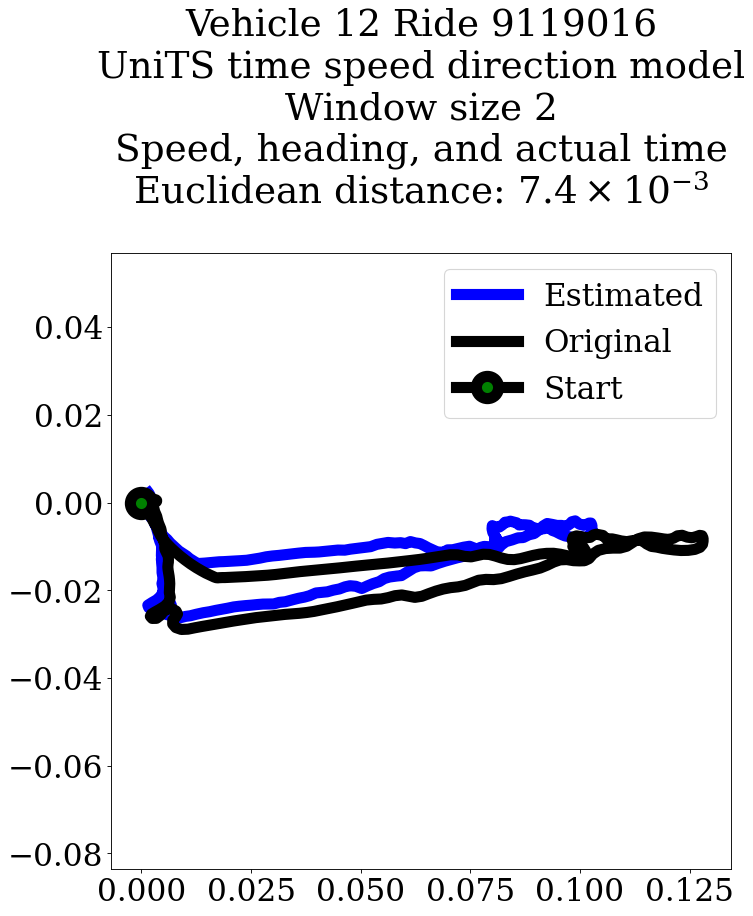 Vehicle 12 Ride 9119016
UniTS time speed direction model
Window size 2
Speed, heading, and actual time
Euclidean distance: 7.4 × 10⁻³
Estimated
Original
Start
0.04
0.02
0.00
−0.02
−0.04
−0.06
−0.08
0.000 0.025 0.050 0.075 0.100 0.125